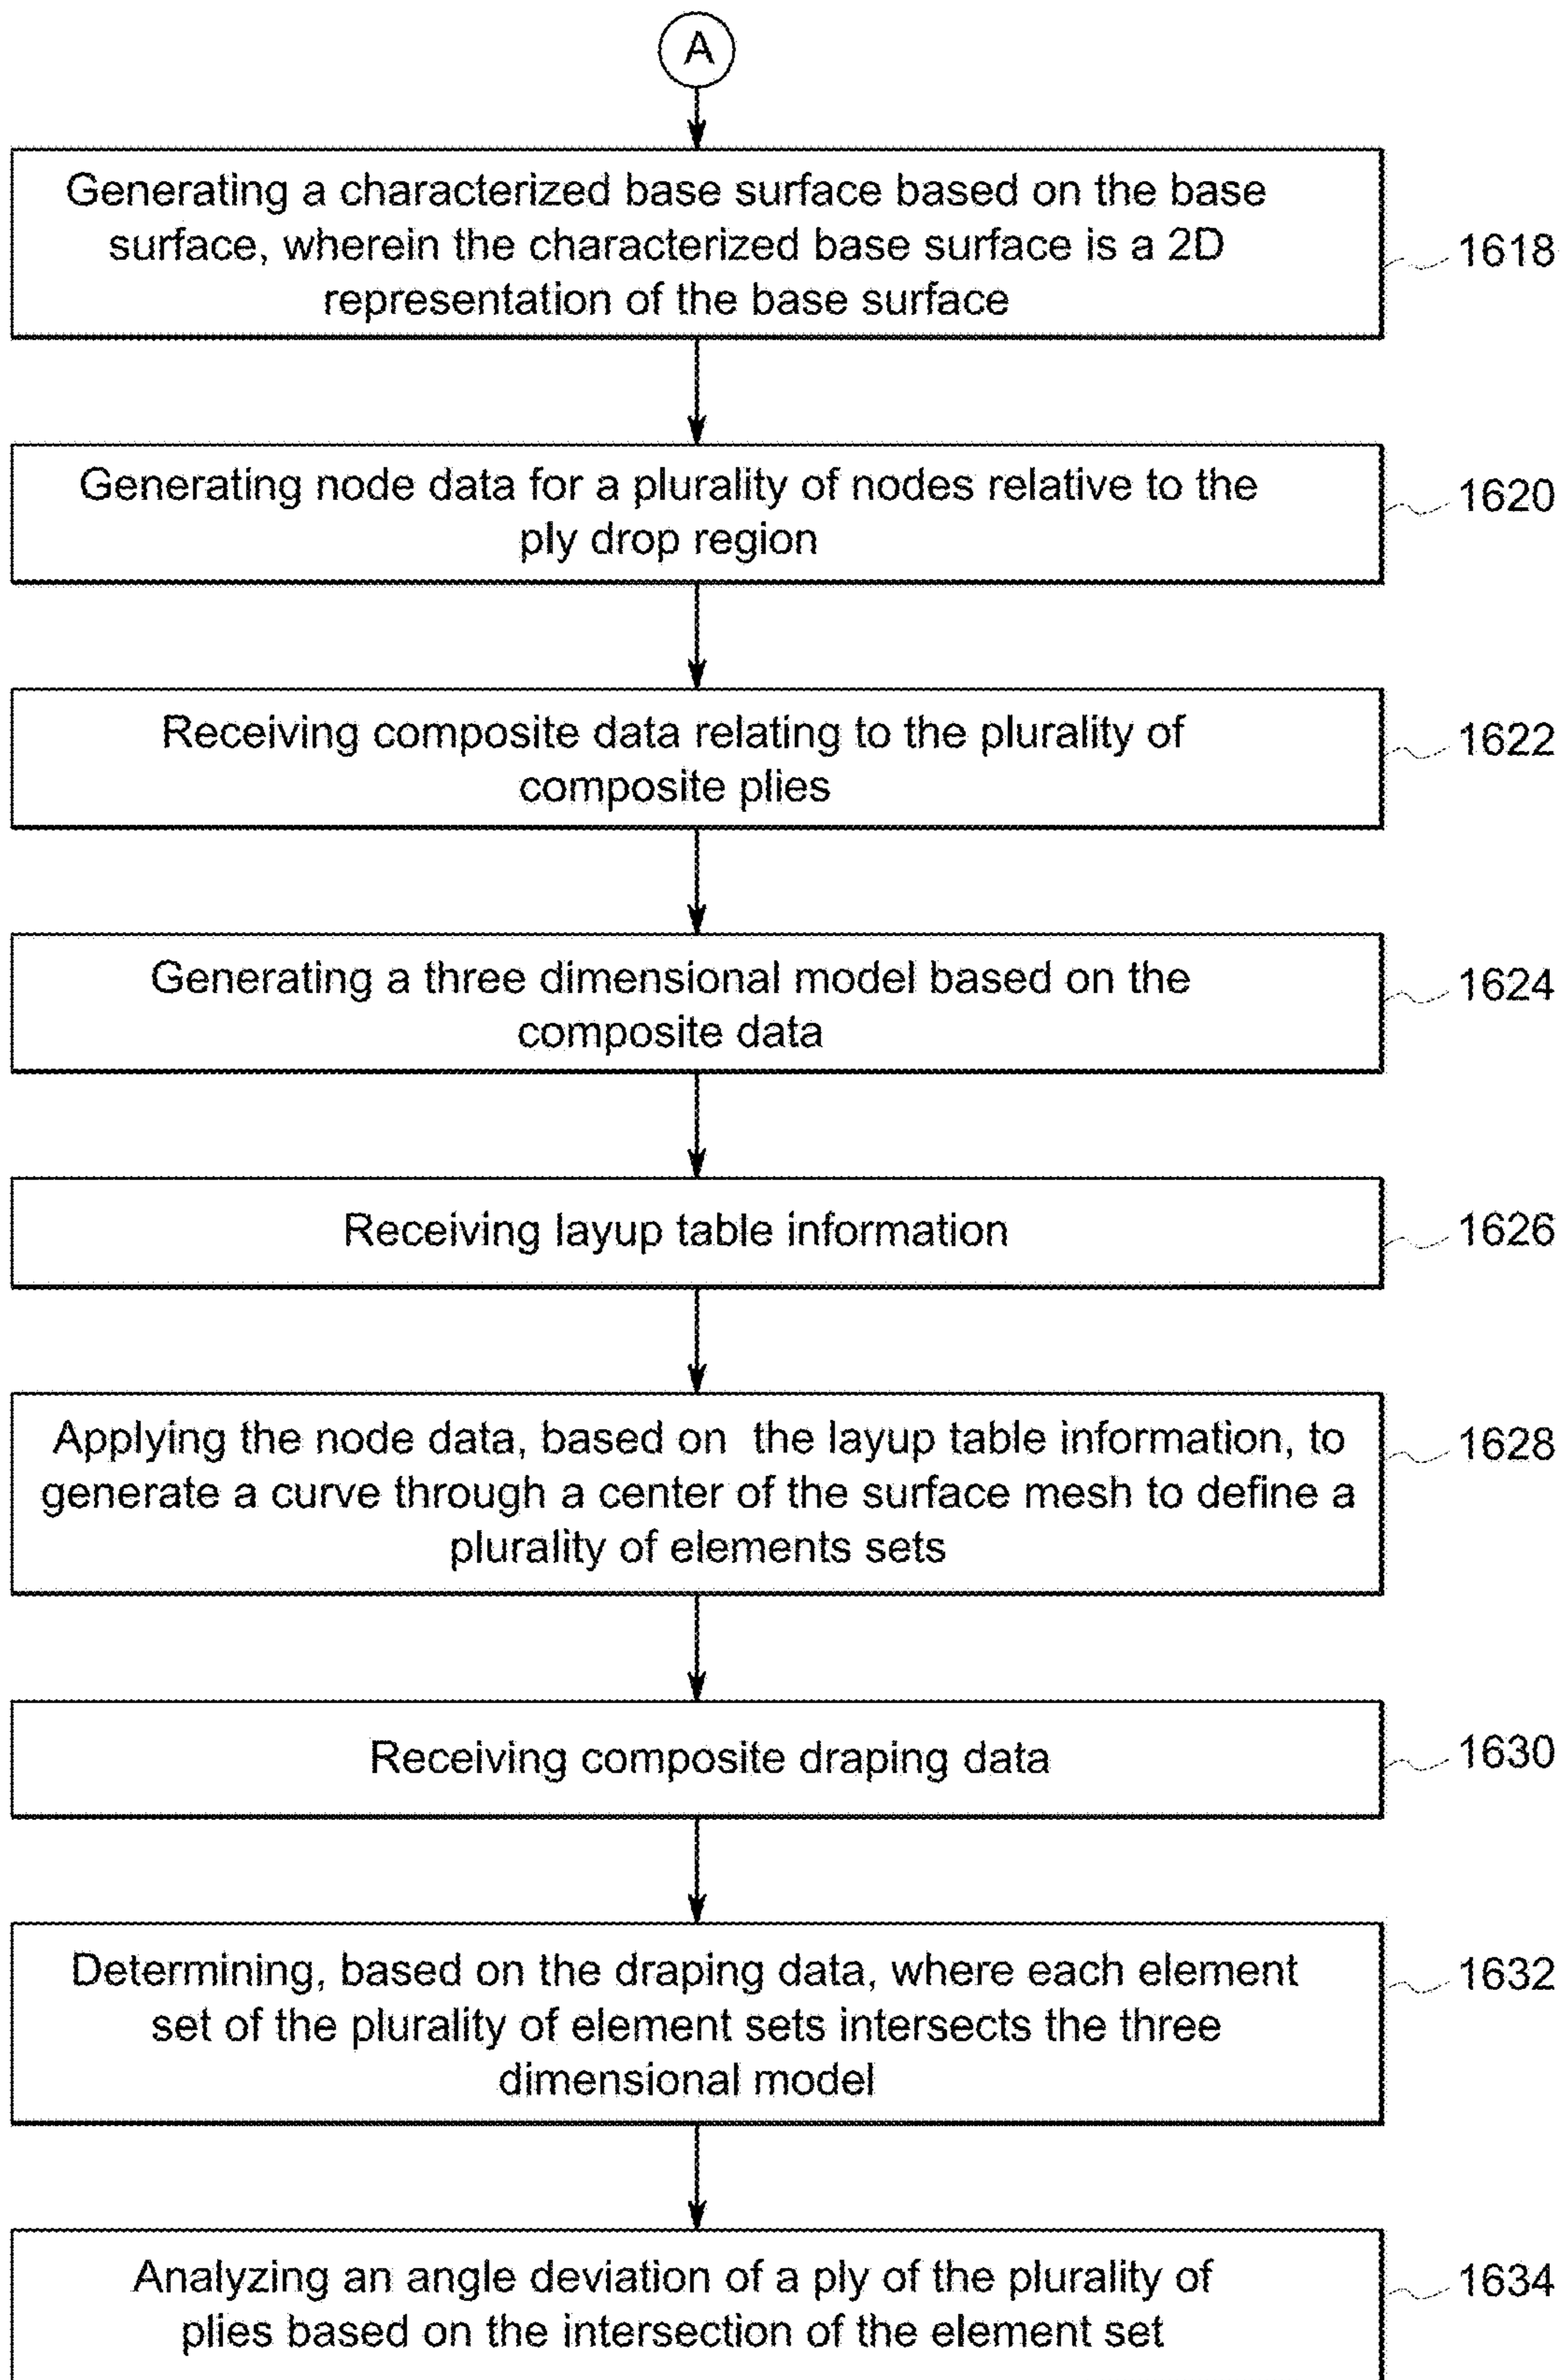 A
Generating a characterized base surface based on the base
surface, wherein the characterized base surface is a 2D
representation of the base surface
1618
Generating node data for a plurality of nodes relative to the
ply drop region
1620
Receiving composite data relating to the plurality of
composite plies
1622
Generating a three dimensional model based on the
composite data
1624
Receiving layup table information
1626
Applying the node data, based on the layup table information, to
generate a curve through a center of the surface mesh to define a
plurality of elements sets
1628
Receiving composite draping data
1630
Determining, based on the draping data, where each element
set of the plurality of element sets intersects the three
dimensional model
1632
Analyzing an angle deviation of a ply of the plurality of
plies based on the intersection of the element set
1634